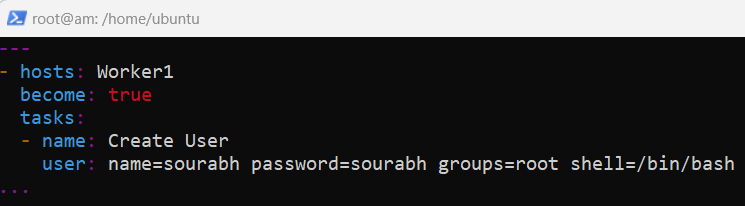 root@am: /home/ubuntu
---
- hosts: Worker1
  become: true
  tasks:
  - name: Create User
    user: name=sourabh password=sourabh groups=root shell=/bin/bash
...